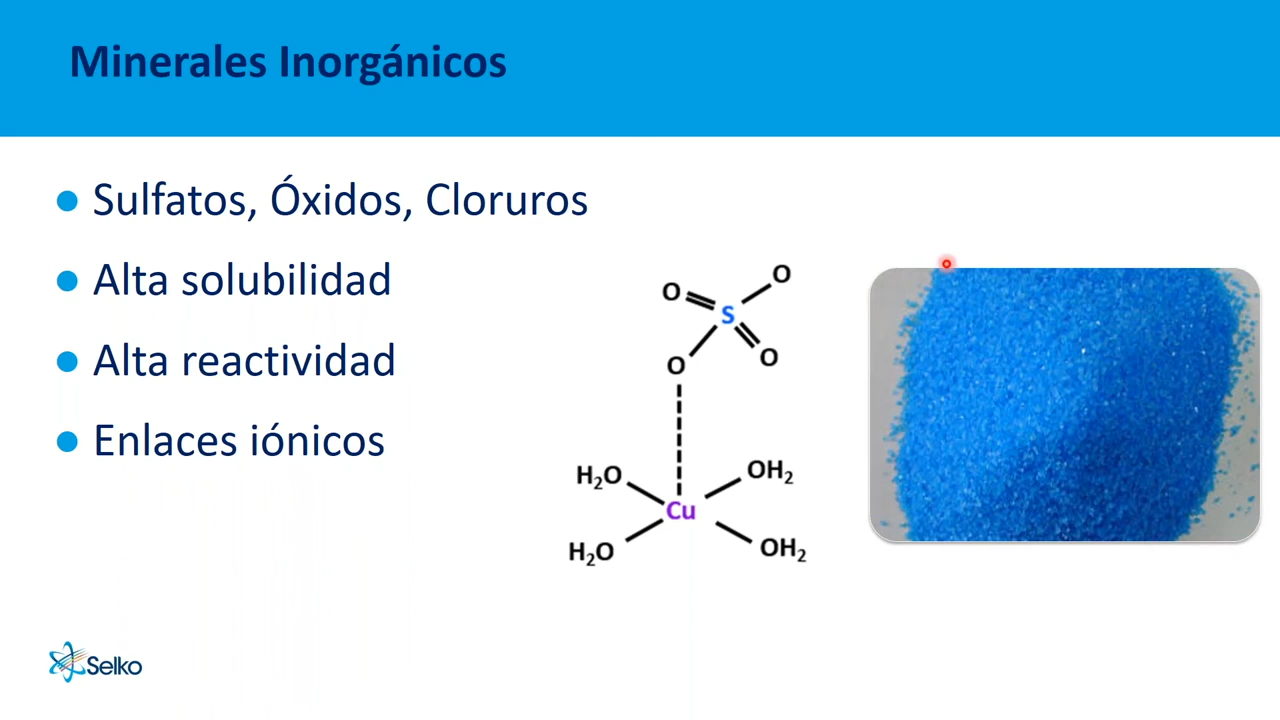 Minerales Inorgánicos
● Sulfatos, Óxidos, Cloruros
● Alta solubilidad
● Alta reactividad
● Enlaces iónicos
O
O
S
O
O
H₂O
OH₂
Cu
H₂O
OH₂
Selko